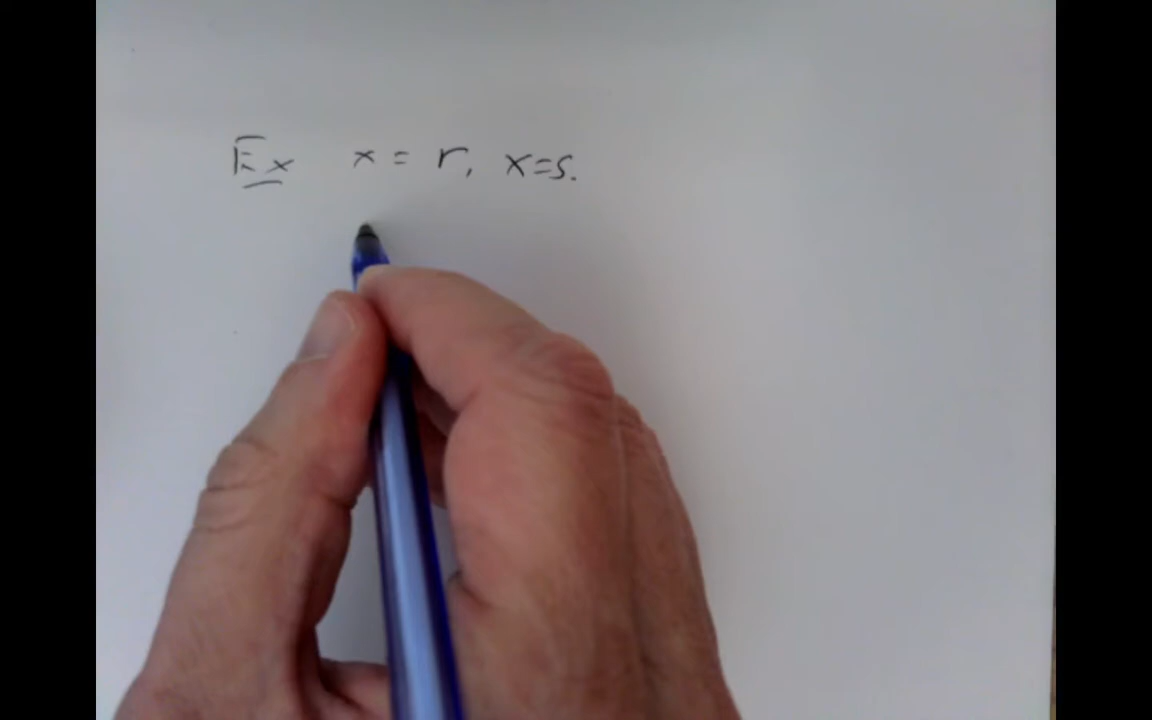 Ex x = r, x=s.